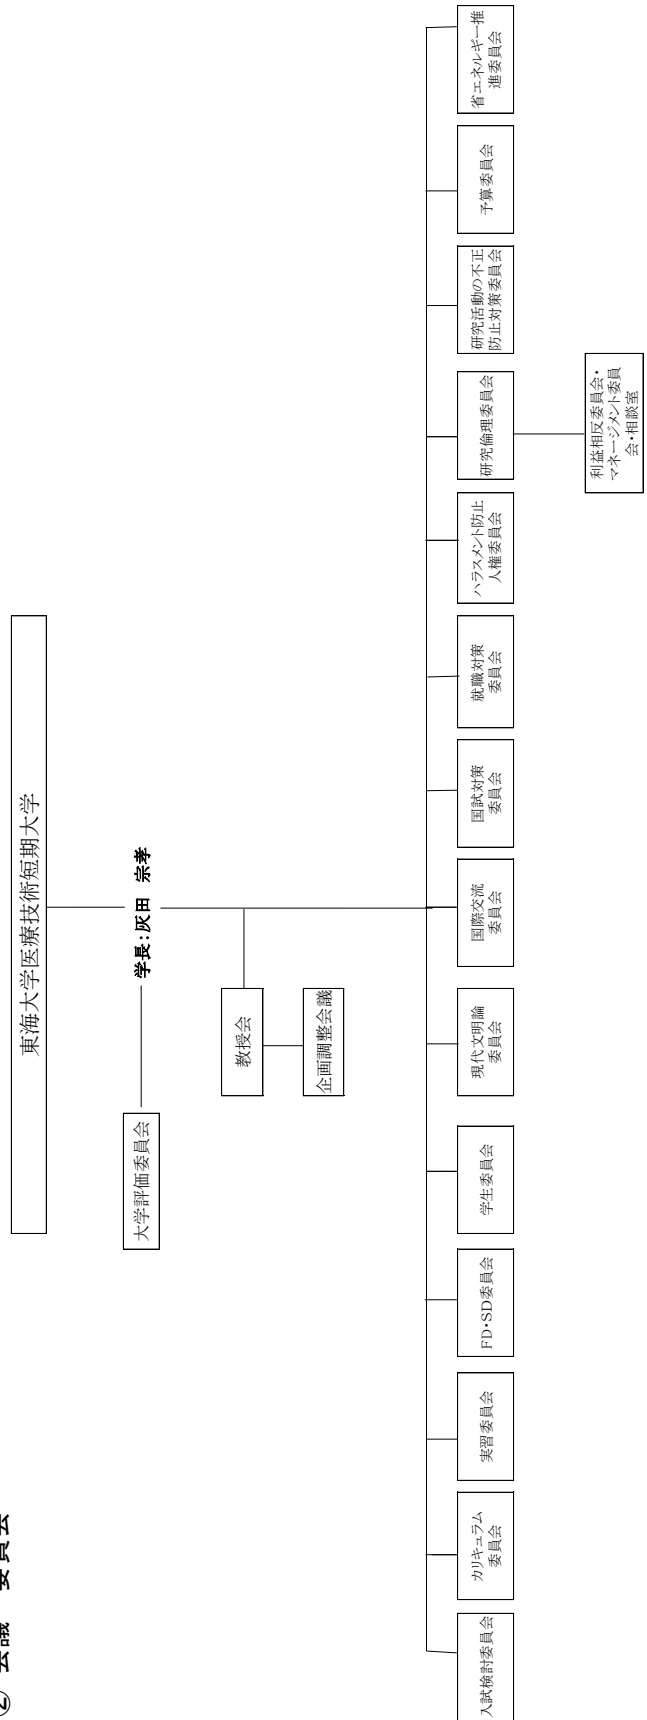 ② 会議 委員会
東海大学医療技術短期大学
学長：灰田 宗孝
大学評価委員会
教授会
企画調整会議
入試検討委員会
カリキュラム
委員会
実習委員会
FD・SD委員会
学生委員会
現代文明論
委員会
国際交流
委員会
国試対策
委員会
就職対策
委員会
ハラスメント防止
人権委員会
研究倫理委員会
研究活動の不正
防止対策委員会
予算委員会
省エネルギー推
進委員会
利益相反委員会・
マネージメント委員
会・相談室